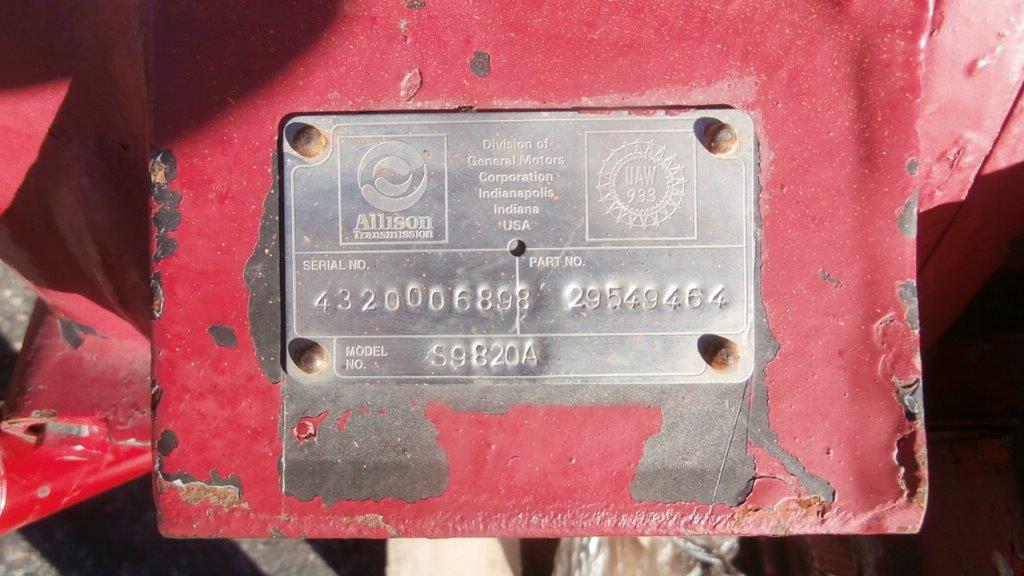 Division of
General Motors
Corporation
Indianapolis
Indiana
USA
Allison
Transmission
UAW
933
SERIAL NO.
4320006898
PART NO.
29549464
MODEL
NO.
S9820A